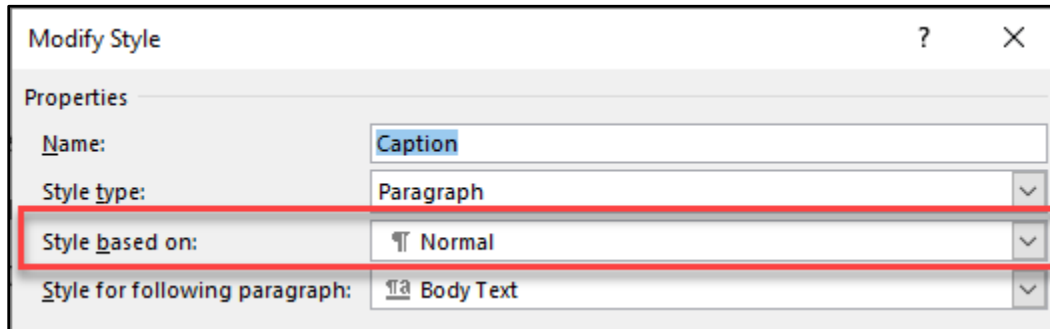 Modify Style ? ×
Properties
Name: Caption
Style type: Paragraph
Style based on: ¶ Normal
Style for following paragraph: ¶a Body Text